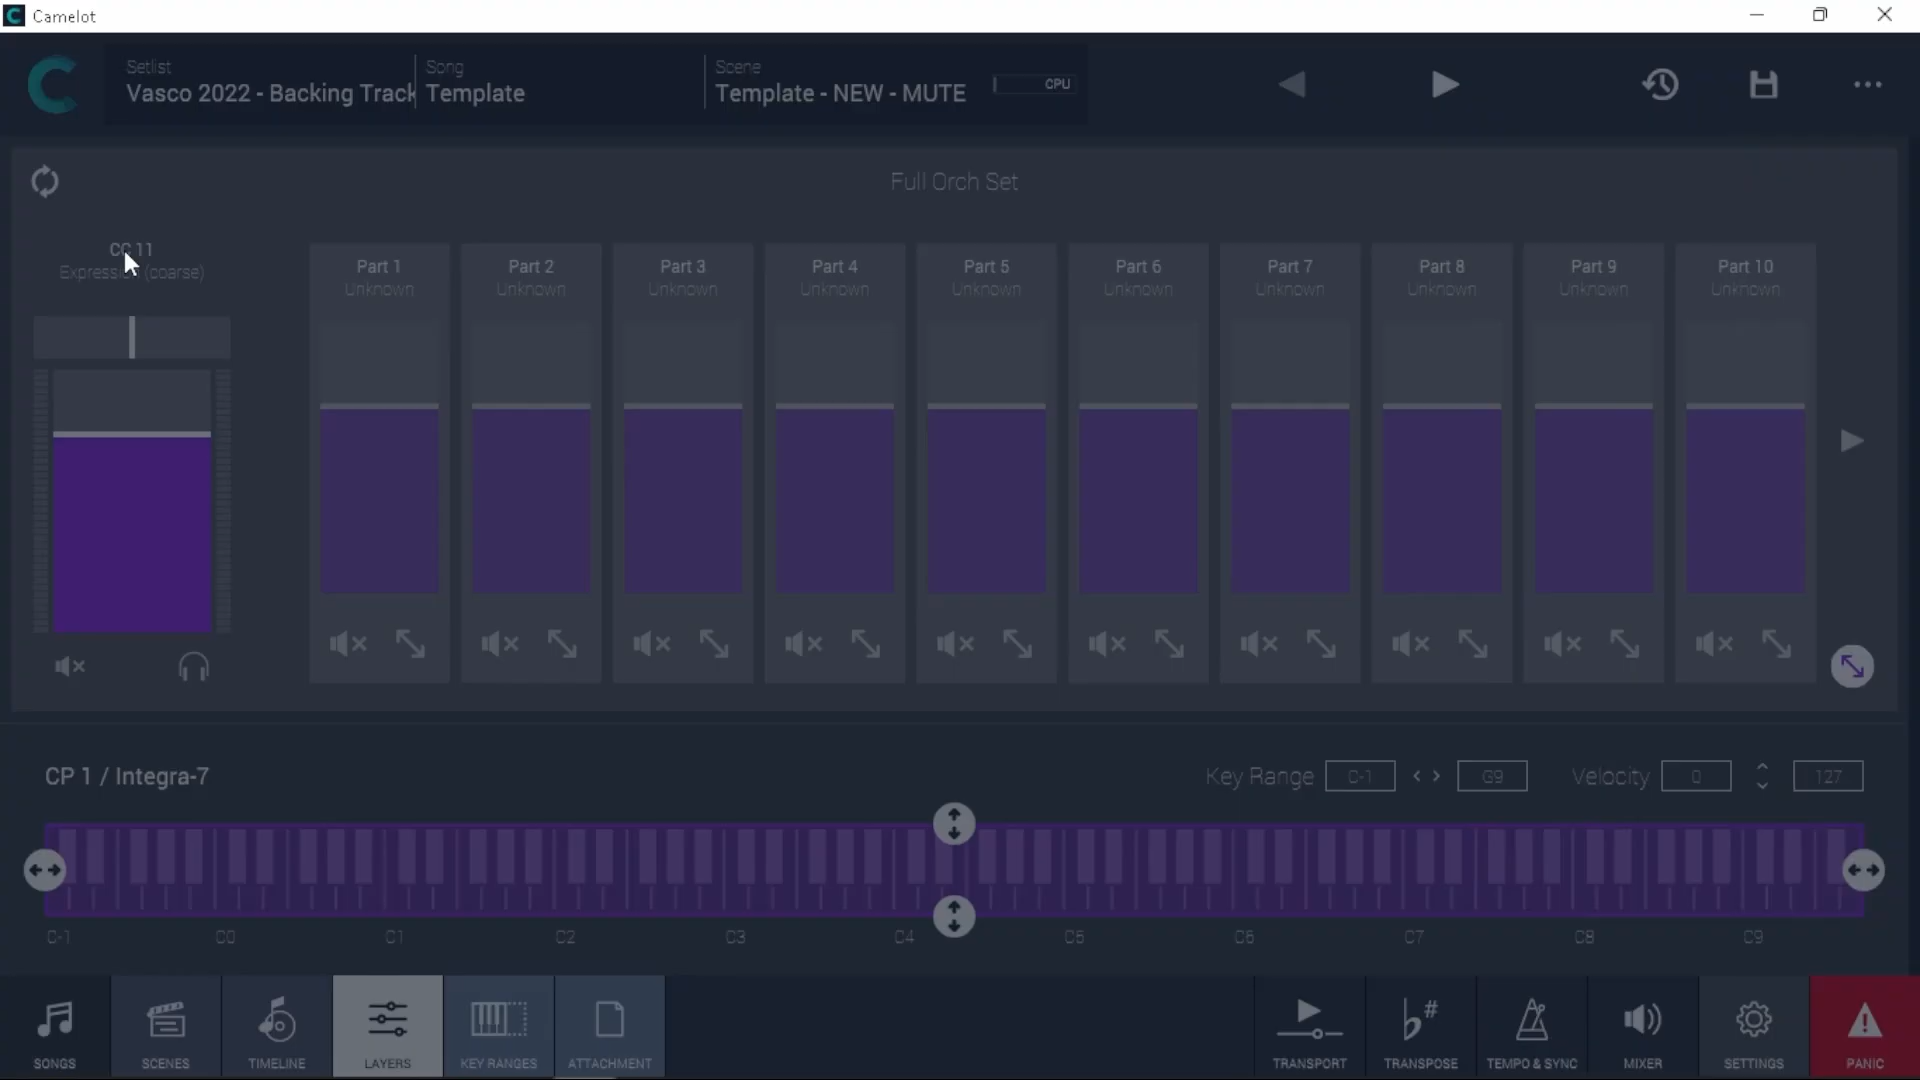 Camelot
Setlist
Vasco 2022 - Backing Track
Song
Template
Scene
Template - NEW - MUTE
CPU
Full Orch Set
CC 11
Expression (coarse)
Part 1
Unknown
Part 2
Unknown
Part 3
Unknown
Part 4
Unknown
Part 5
Unknown
Part 6
Unknown
Part 7
Unknown
Part 8
Unknown
Part 9
Unknown
Part 10
Unknown
CP 1 / Integra-7
Key Range C-1 < > G9 Velocity 0 127
C-1 C0 C1 C2 C3 C4 C5 C6 C7 C8 C9
SONGS SCENES TIMELINE LAYERS KEY RANGES ATTACHMENT TRANSPORT TRANSPOSE TEMPO & SYNC MIXER SETTINGS PANIC